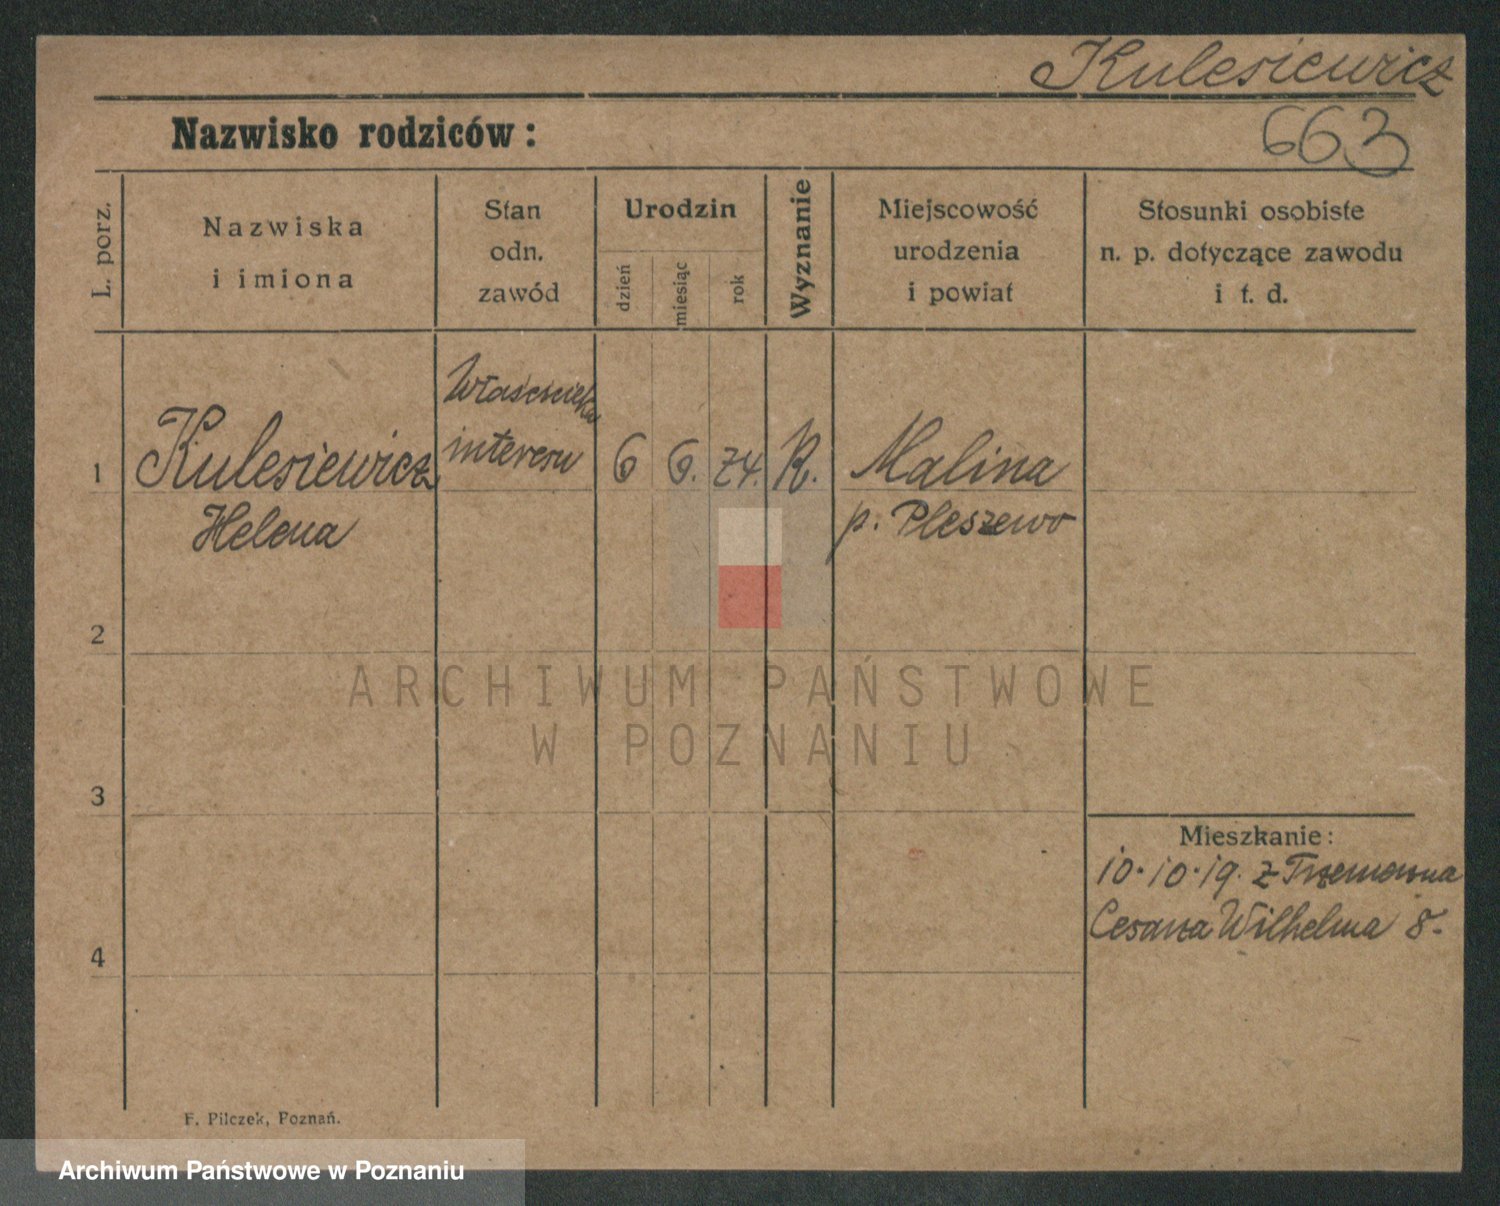 Kulesiewicz
663
Nazwisko rodziców:
L. porz.
Nazwiska
i imiona
Stan
odn.
zawód
Urodzin
dzień
miesiąc
rok
Wyznanie
Miejscowość
urodzenia
i powiat
Stosunki osobiste
n. p. dotyczące zawodu
i t. d.
1
Kulesiewicz
Helena
Właścicielka
interesu
6
6.
74.
R.
Malina
p. Pleszewo
2
3
4
Mieszkanie:
10.10.19. z Trzemeszna
Cesarza Wilhelma 8.
F. Pilczek, Poznań.
ARCHIWUM PAŃSTWOWE
W POZNANIU
Archiwum Państwowe w Poznaniu